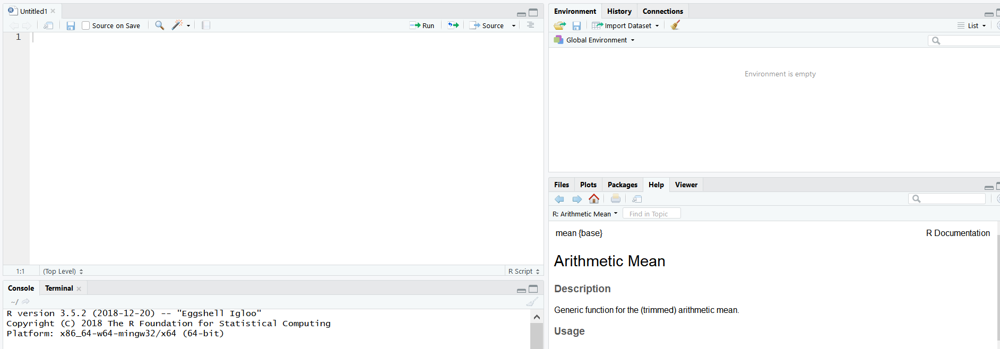 Untitled1
Source on Save
Run
Source
1
1:1
(Top Level)
R Script
Console
Terminal
~/
R version 3.5.2 (2018-12-20) -- "Eggshell Igloo"
Copyright (C) 2018 The R Foundation for Statistical Computing
Platform: x86_64-w64-mingw32/x64 (64-bit)
Environment
History
Connections
Import Dataset
List
Global Environment
Environment is empty
Files
Plots
Packages
Help
Viewer
R: Arithmetic Mean
Find in Topic
mean {base}
R Documentation
Arithmetic Mean
Description
Generic function for the (trimmed) arithmetic mean.
Usage